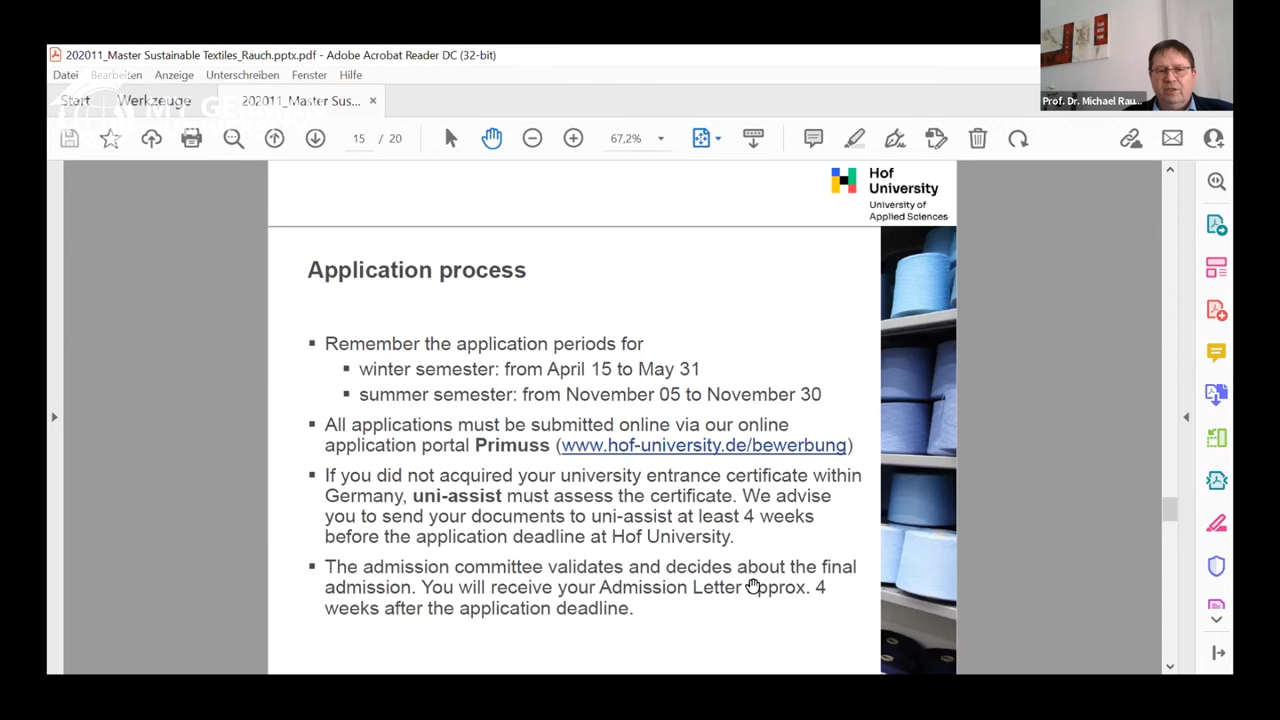 202011_Master Sustainable Textiles_Rauch.pptx.pdf - Adobe Acrobat Reader DC (32-bit)
Datei Bearbeiten Anzeige Unterschreiben Fenster Hilfe
Start Werkzeuge 202011_Master Sus...
15 / 20 67,2%
Prof. Dr. Michael Rau...
Hof
University
University of
Applied Sciences
Application process
Remember the application periods for
winter semester: from April 15 to May 31
summer semester: from November 05 to November 30
All applications must be submitted online via our online
application portal Primuss (www.hof-university.de/bewerbung)
If you did not acquired your university entrance certificate within
Germany, uni-assist must assess the certificate. We advise
you to send your documents to uni-assist at least 4 weeks
before the application deadline at Hof University.
The admission committee validates and decides about the final
admission. You will receive your Admission Letter approx. 4
weeks after the application deadline.